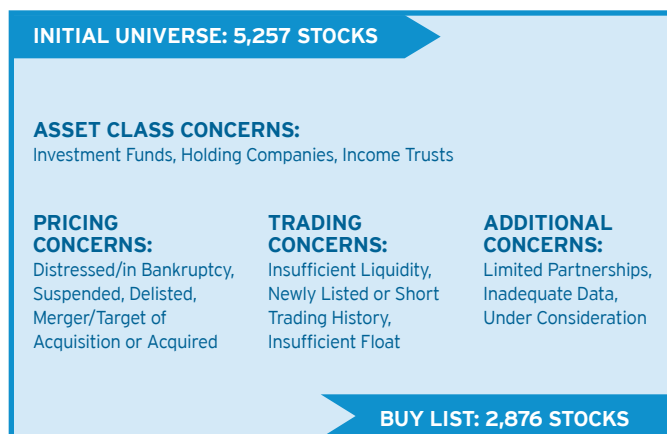 INITIAL UNIVERSE: 5,257 STOCKS
ASSET CLASS CONCERNS:
Investment Funds, Holding Companies, Income Trusts
PRICING
CONCERNS:
Distressed/in Bankruptcy,
Suspended, Delisted,
Merger/Target of
Acquisition or Acquired
TRADING
CONCERNS:
Insufficient Liquidity,
Newly Listed or Short
Trading History,
Insufficient Float
ADDITIONAL
CONCERNS:
Limited Partnerships,
Inadequate Data,
Under Consideration
BUY LIST: 2,876 STOCKS